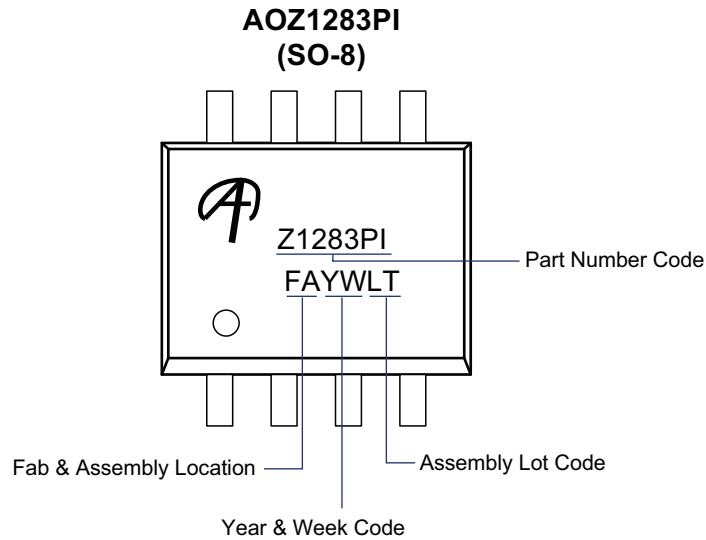 AOZ1283PI
(SO-8)
Z1283PI
Part Number Code
FAYWLT
Fab & Assembly Location
Assembly Lot Code
Year & Week Code